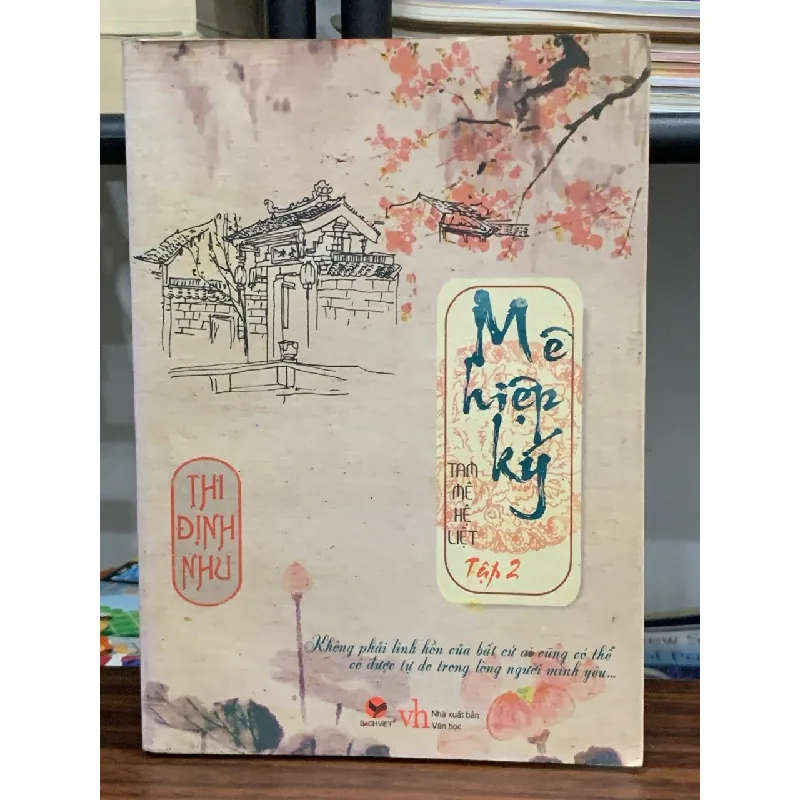 Mê
hiệp
ký
TAM
MÊ
HỆ
LIỆT
Tập 2
THI
ĐỊNH
NHU
Không phải linh hồn của bất cứ ai cũng có thể
có được tự do trong lòng người mình yêu...
BACHVIET
vh
Nhà xuất bản
Văn học